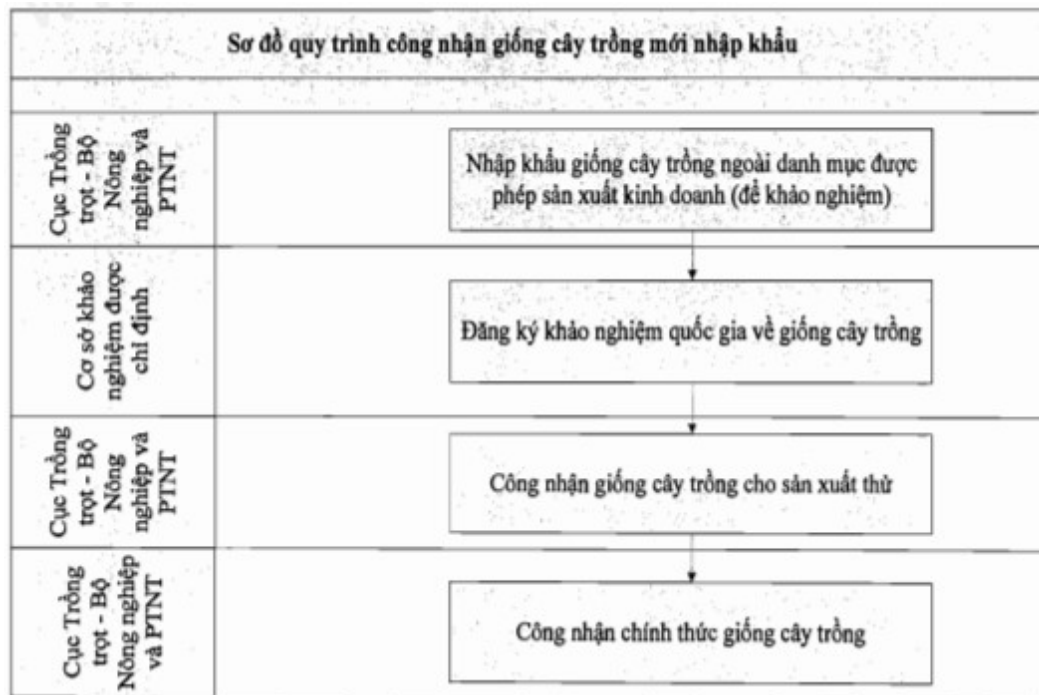 Sơ đồ quy trình công nhận giống cây trồng mới nhập khẩu
Cục Trồng
trọt - Bộ
Nông
nghiệp và
PTNT
Nhập khẩu giống cây trồng ngoài danh mục được
phép sản xuất kinh doanh (để khảo nghiệm)
Cơ sở khảo
nghiệm được
chỉ định
Đăng ký khảo nghiệm quốc gia về giống cây trồng
Cục Trồng
trọt - Bộ
Nông
nghiệp và
PTNT
Công nhận giống cây trồng cho sản xuất thử
Cục Trồng
trọt - Bộ
Nông nghiệp
và PTNT
Công nhận chính thức giống cây trồng